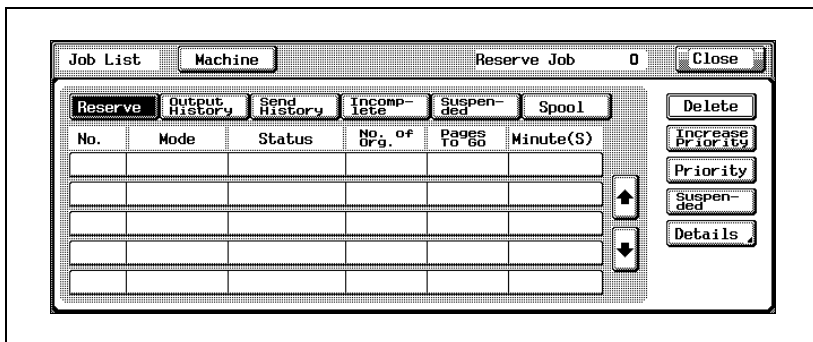 Job List Machine Reserve Job 0 Close
Reserve Output History Send History Incomp-lete Suspen-ded Spool Delete
No. Mode Status No. of Org. Pages To Go Minute(S) Increase Priority
Priority
Suspen-ded
Details